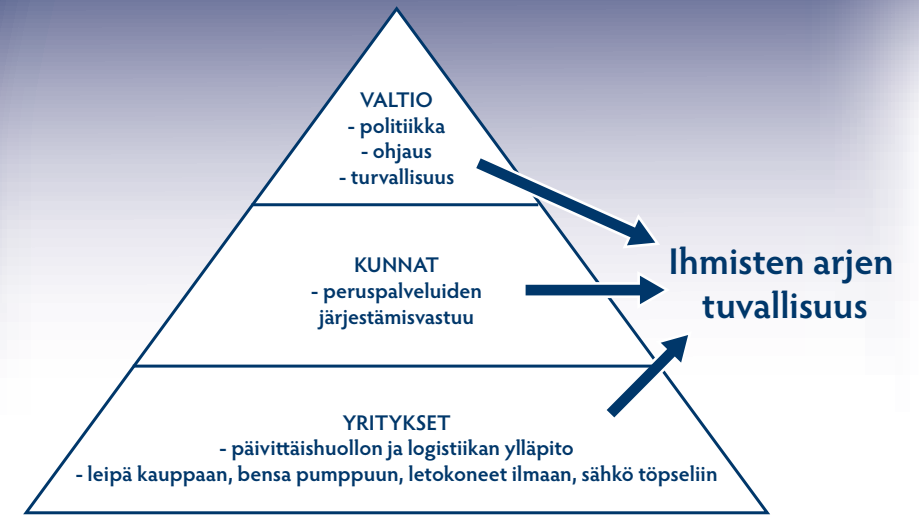 VALTIO
- politiikka
- ohjaus
- turvallisuus
KUNNAT
- peruspalveluiden
järjestämisvastuu
YRITYKSET
- päivittäishuollon ja logistiikan ylläpito
- leipä kauppaan, bensa pumppuun, letokoneet ilmaan, sähkö töpseliin
Ihmisten arjen
tuvallisuus